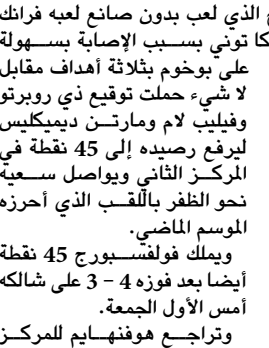 الذي لعب بدون صانع لعبه فرانك
كا توني بسبب الإصابة بسهولة
على بوخوم بثلاثة أهداف مقابل
لا شيء حملت توقيع ذي روبرتو
وفيليب لام ومارتن ديميكليس
ليرفع رصيده إلى 45 نقطة في
المركز الثاني ويواصل سعيه
نحو الظفر باللقب الذي أحرزه
الموسم الماضي.
ويملك فولفسبورج 45 نقطة
أيضا بعد فوزه 4 – 3 على شالكه
أمس الأول الجمعة.
وتراجع هوفنهايم للمركز